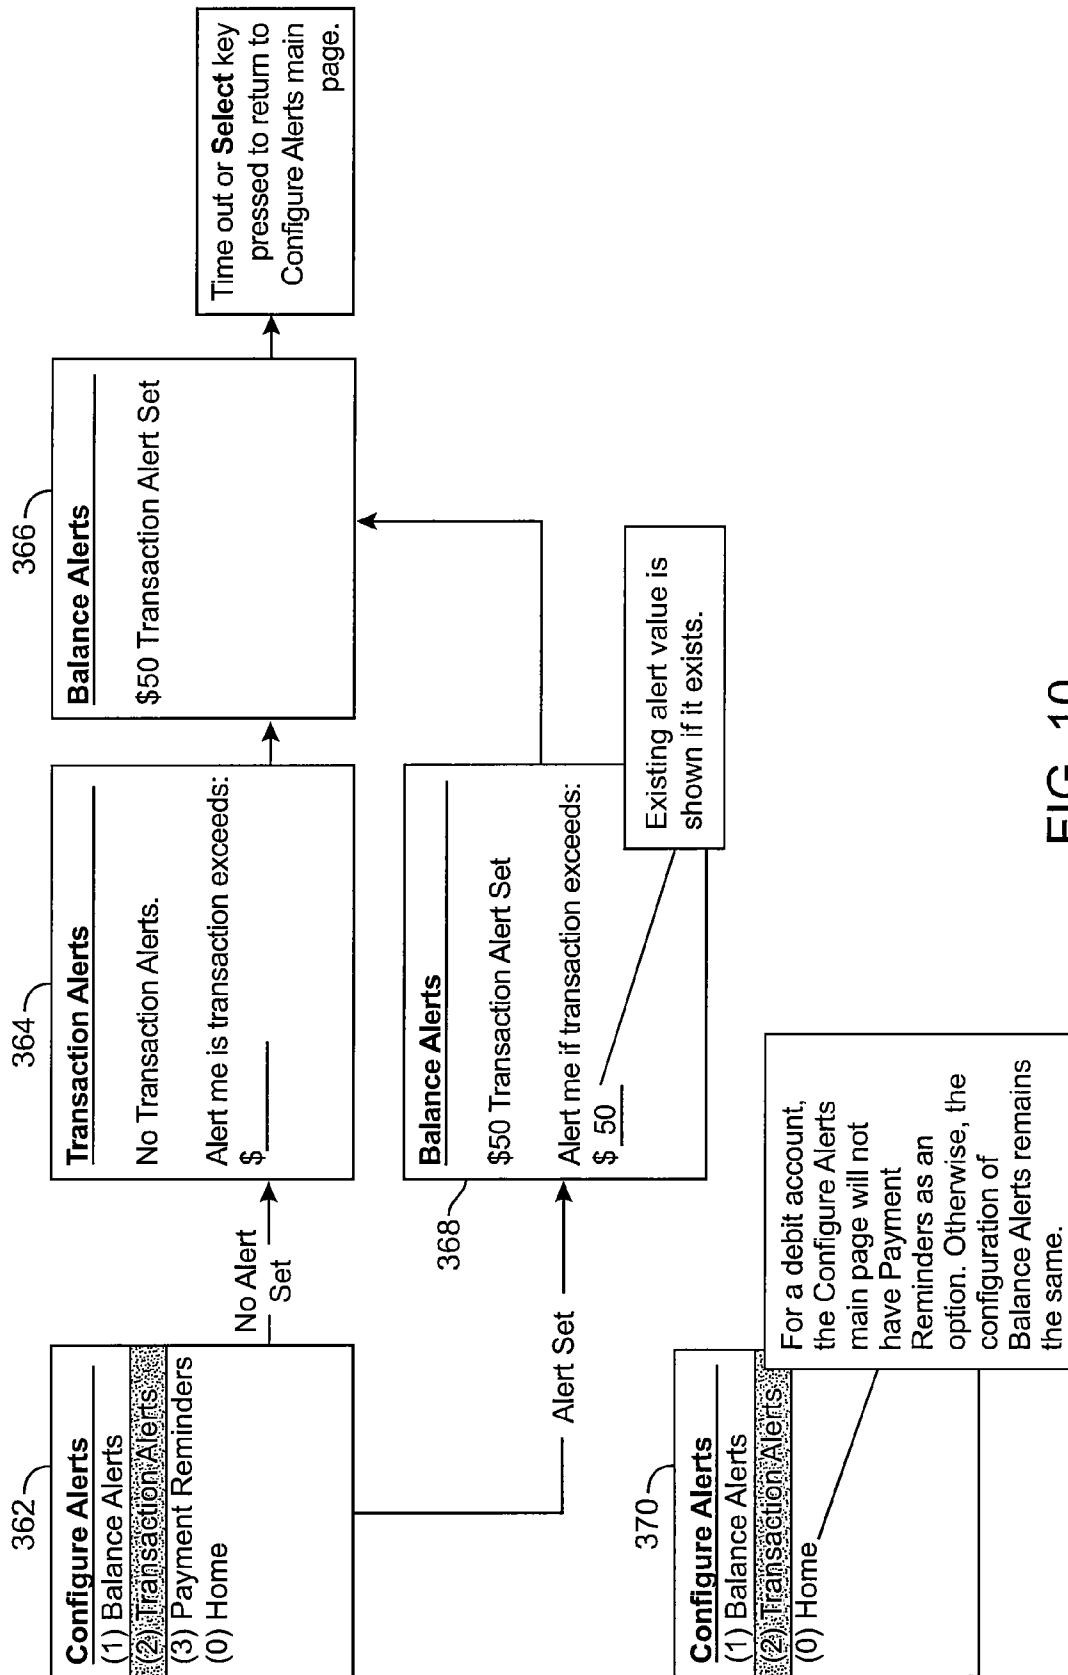 362
Configure Alerts
(1) Balance Alerts
(2) Transaction Alerts
(3) Payment Reminders
(0) Home
No Alert
Set
364
Transaction Alerts
No Transaction Alerts.
Alert me is transaction exceeds:
$
366
Balance Alerts
$50 Transaction Alert Set
Time out or Select key
pressed to return to
Configure Alerts main
page.
Alert Set
368
Balance Alerts
$50 Transaction Alert Set
Alert me if transaction exceeds:
$ 50
Existing alert value is
shown if it exists.
370
Configure Alerts
(1) Balance Alerts
(2) Transaction Alerts
(0) Home
For a debit account,
the Configure Alerts
main page will not
have Payment
Reminders as an
option. Otherwise, the
configuration of
Balance Alerts remains
the same.
FIG.